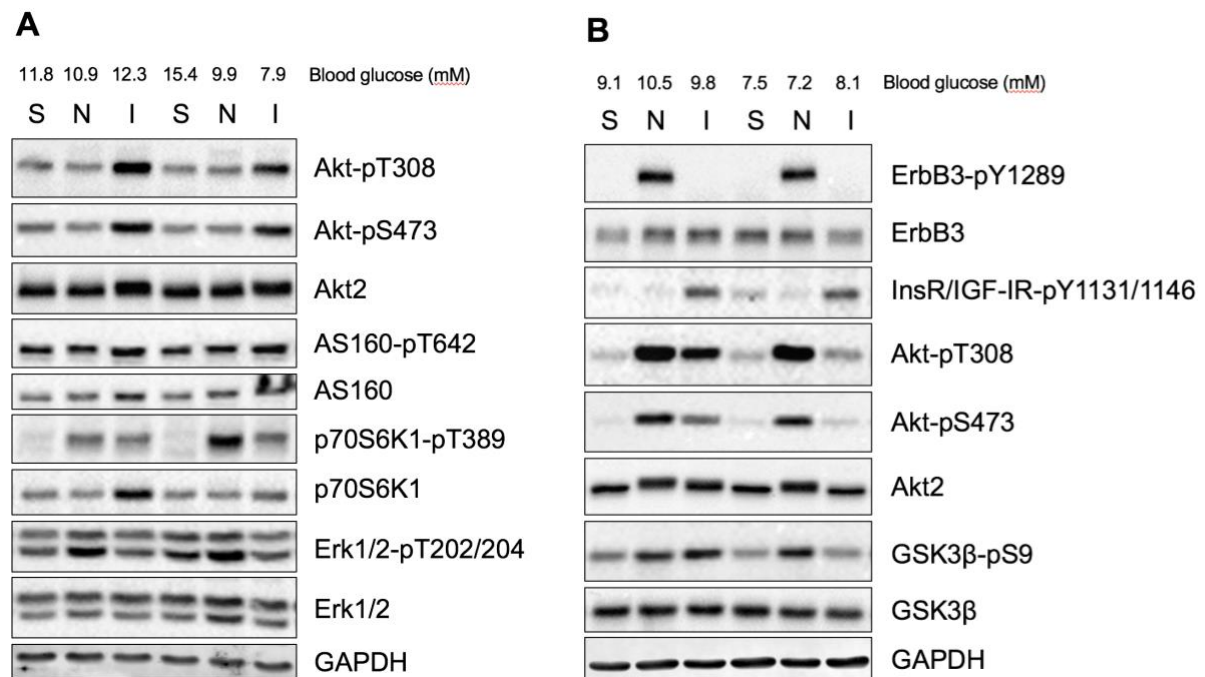 A
11.8 10.9 12.3 15.4 9.9 7.9 Blood glucose (mM)
S N I S N I
Akt-pT308
Akt-pS473
Akt2
AS160-pT642
AS160
p70S6K1-pT389
p70S6K1
Erk1/2-pT202/204
Erk1/2
GAPDH
B
9.1 10.5 9.8 7.5 7.2 8.1 Blood glucose (mM)
S N I S N I
ErbB3-pY1289
ErbB3
InsR/IGF-IR-pY1131/1146
Akt-pT308
Akt-pS473
Akt2
GSK3β-pS9
GSK3β
GAPDH